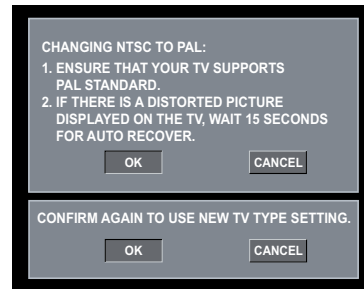 CHANGING NTSC TO PAL:
1. ENSURE THAT YOUR TV SUPPORTS
PAL STANDARD.
2. IF THERE IS A DISTORTED PICTURE
DISPLAYED ON THE TV, WAIT 15 SECONDS
FOR AUTO RECOVER.
OK CANCEL
CONFIRM AGAIN TO USE NEW TV TYPE SETTING.
OK CANCEL